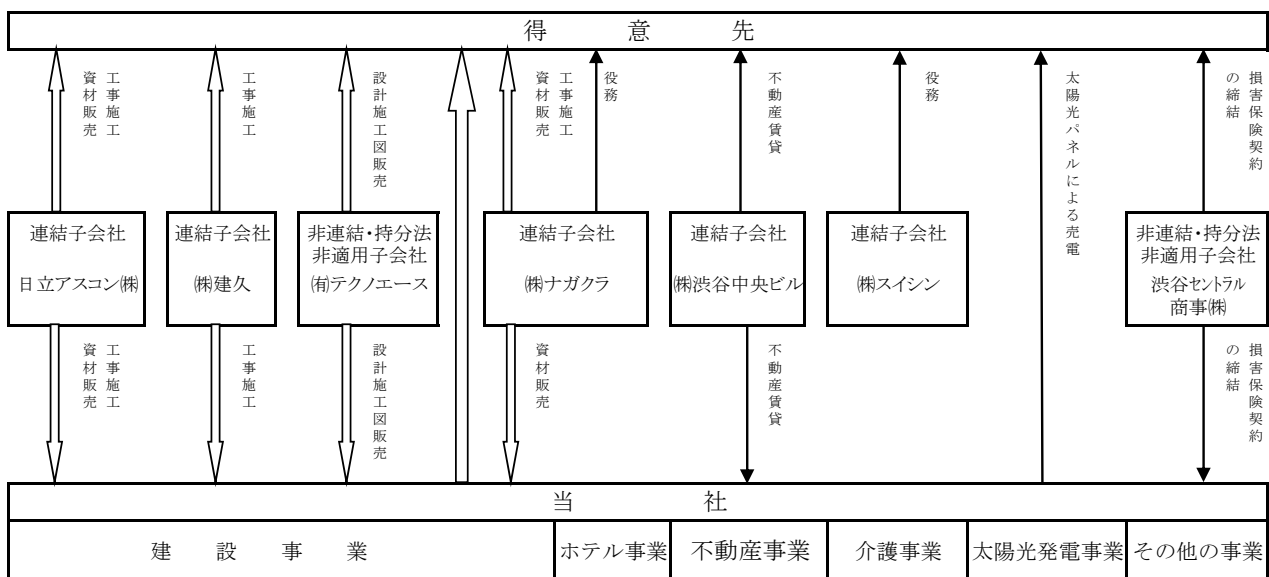 得意先
工事施工
資材販売
工事施工
設計施工図販売
工事施工
資材販売
役務
不動産賃貸
役務
太陽光パネルによる売電
損害保険契約
の締結
連結子会社
日立アスコン㈱
連結子会社
㈱建久
非連結・持分法
非適用子会社
㈲テクノエース
連結子会社
㈱ナガクラ
連結子会社
㈱渋谷中央ビル
連結子会社
㈱スイシン
非連結・持分法
非適用子会社
渋谷セントラル
商事㈱
工事施工
資材販売
工事施工
設計施工図販売
資材販売
不動産賃貸
損害保険契約
の締結
当社
建設事業
ホテル事業
不動産事業
介護事業
太陽光発電事業
その他の事業